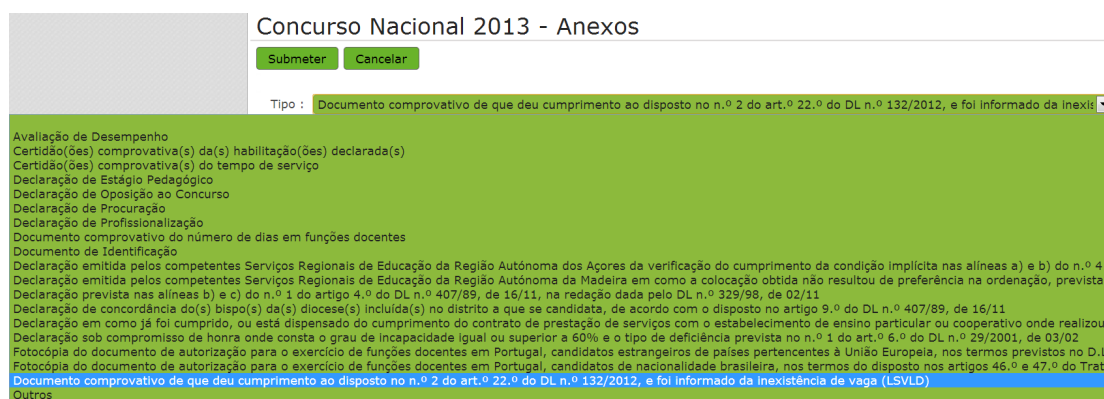 Concurso Nacional 2013 - Anexos
Submeter Cancelar
Tipo : Documento comprovativo de que deu cumprimento ao disposto no n.º 2 do art.º 22.º do DL n.º 132/2012, e foi informado da inexis
Avaliação de Desempenho
Certidão(ões) comprovativa(s) da(s) habilitação(ões) declarada(s)
Certidão(ões) comprovativa(s) do tempo de serviço
Declaração de Estágio Pedagógico
Declaração de Oposição ao Concurso
Declaração de Procuração
Declaração de Profissionalização
Documento comprovativo do número de dias em funções docentes
Documento de Identificação
Declaração emitida pelos competentes Serviços Regionais de Educação da Região Autónoma dos Açores da verificação do cumprimento da condição implícita nas alíneas a) e b) do n.º 4
Declaração emitida pelos competentes Serviços Regionais de Educação da Região Autónoma da Madeira em como a colocação obtida não resultou de preferência na ordenação, prevista
Declaração prevista nas alíneas b) e c) do n.º 1 do artigo 4.º do DL n.º 407/89, de 16/11, na redação dada pelo DL n.º 329/98, de 02/11
Declaração de concordância do(s) bispo(s) da(s) diocese(s) incluída(s) no distrito a que se candidata, de acordo com o disposto no artigo 9.º do DL n.º 407/89, de 16/11
Declaração em como já foi cumprido, ou está dispensado do cumprimento do contrato de prestação de serviços com o estabelecimento de ensino particular ou cooperativo onde realizou
Declaração sob compromisso de honra onde consta o grau de incapacidade igual ou superior a 60% e o tipo de deficiência prevista no n.º 1 do art.º 6.º do DL n.º 29/2001, de 03/02
Fotocópia do documento de autorização para o exercício de funções docentes em Portugal, candidatos estrangeiros de países pertencentes à União Europeia, nos termos previstos no D.L
Fotocópia do documento de autorização para o exercício de funções docentes em Portugal, candidatos de nacionalidade brasileira, nos termos do disposto nos artigos 46.º e 47.º do Trat
Documento comprovativo de que deu cumprimento ao disposto no n.º 2 do art.º 22.º do DL n.º 132/2012, e foi informado da inexistência de vaga (LSVLD)
Outros